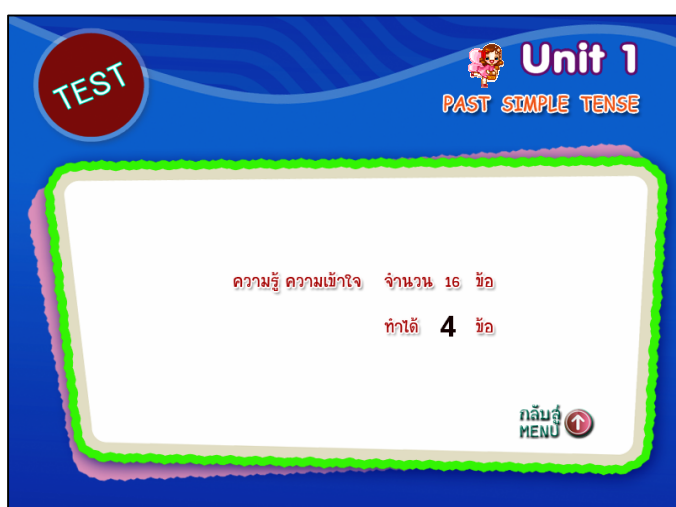 TEST
Unit 1
PAST SIMPLE TENSE
ความรู้ ความเข้าใจ จำนวน 16 ข้อ
ทำได้ 4 ข้อ
กลับสู่
MENU